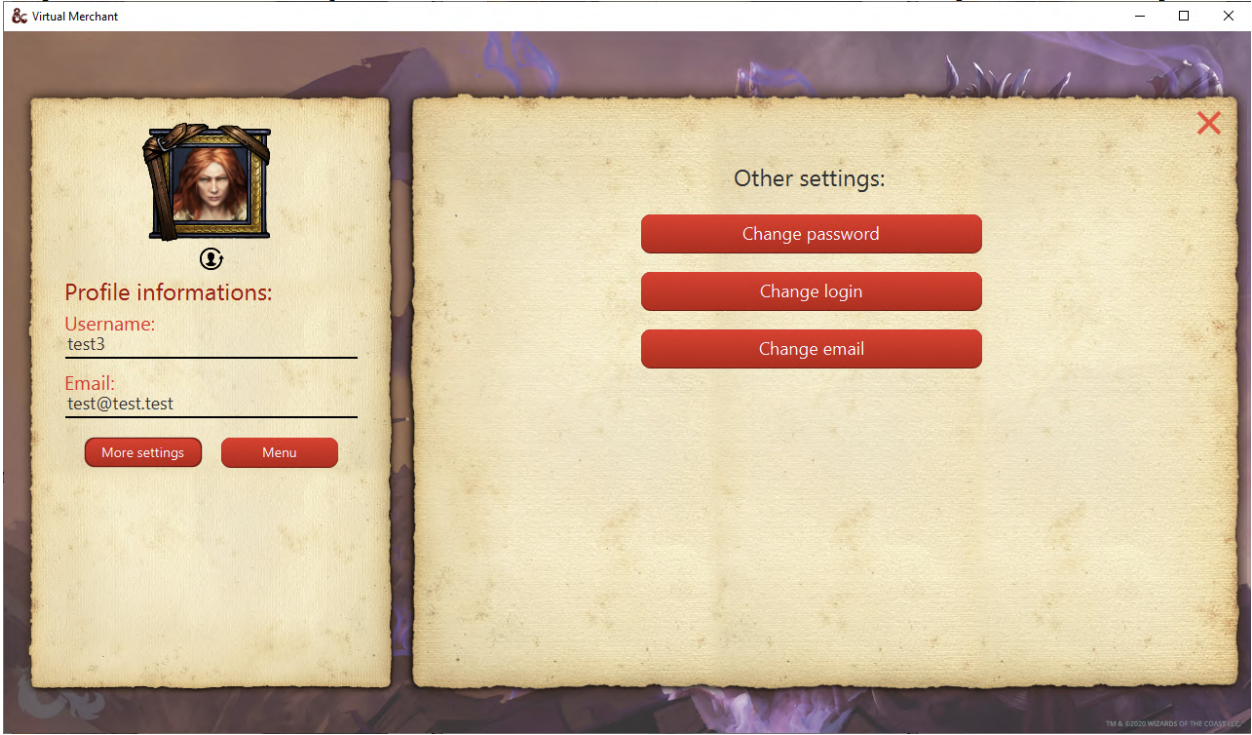 Virtual Merchant
Profile informations:
Username:
test3
Email:
test@test.test
More settings
Menu
Other settings:
Change password
Change login
Change email
TM & ©2020 WIZARDS OF THE COAST LLC.